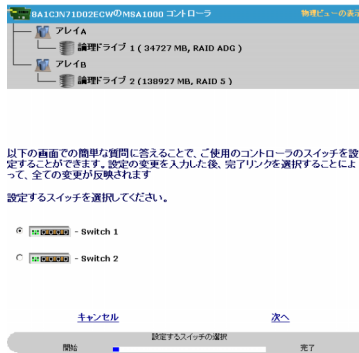 8A1CJN71D02ECWのMSA1000 コントローラ 物理ビューの表示
アレイA
論理ドライブ 1 ( 34727 MB, RAID ADG )
アレイB
論理ドライブ 2 (138927 MB, RAID 5 )
以下の画面での簡単な質問に答えることで、ご使用のコントローラのスイッチを設
定することができます。設定の変更を入力した後、完了リンクを選択することによ
って、全ての変更が反映されます
設定するスイッチを選択してください。
- Switch 1
- Switch 2
キャンセル 次へ
設定するスイッチの選択
開始 完了